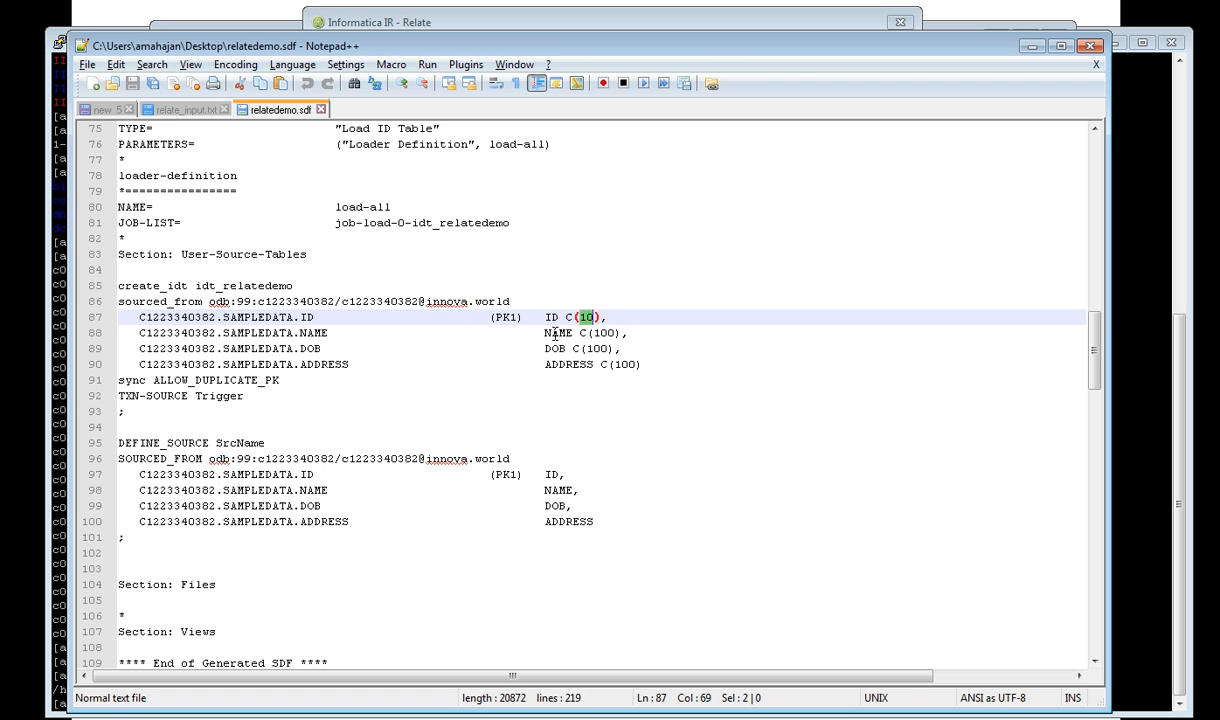 Informatica IR - Relate
C:\Users\amahajan\Desktop\relatedemo.sdf - Notepad++
File Edit Search View Encoding Language Settings Macro Run Plugins Window ? X
new 5 relate_input.txt relatedemo.sdf
75 TYPE= "Load ID Table"
76 PARAMETERS= ("Loader Definition", load-all)
77 *
78 loader-definition
79 *================
80 NAME= load-all
81 JOB-LIST= job-load-0-idt_relatedemo
82 *
83 Section: User-Source-Tables
84
85 create_idt idt_relatedemo
86 sourced_from odb:99:c1223340382/c1223340382@innova.world
87 C1223340382.SAMPLEDATA.ID (PK1) ID C(10),
88 C1223340382.SAMPLEDATA.NAME NAME C(100),
89 C1223340382.SAMPLEDATA.DOB DOB C(100),
90 C1223340382.SAMPLEDATA.ADDRESS ADDRESS C(100)
91 sync ALLOW_DUPLICATE_PK
92 TXN-SOURCE Trigger
93 ;
94
95 DEFINE_SOURCE SrcName
96 SOURCED_FROM odb:99:c1223340382/c1223340382@innova.world
97 C1223340382.SAMPLEDATA.ID (PK1) ID,
98 C1223340382.SAMPLEDATA.NAME NAME,
99 C1223340382.SAMPLEDATA.DOB DOB,
100 C1223340382.SAMPLEDATA.ADDRESS ADDRESS
101 ;
102
103
104 Section: Files
105
106 *
107 Section: Views
108
109 **** End of Generated SDF ****
Normal text file length : 20872 lines : 219 Ln : 87 Col : 69 Sel : 2 | 0 UNIX ANSI as UTF-8 INS